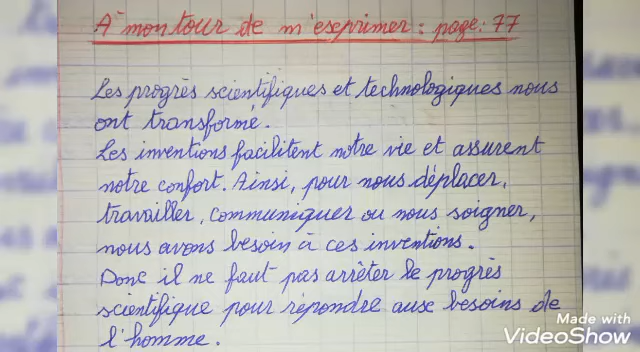 A mon tour de m'exprimer : page : 77
Les progrès scientifiques et technologiques nous
ont transformé.
Les inventions facilitent notre vie et assurent
notre confort. Ainsi, pour nous déplacer,
travailler, communiquer ou nous soigner,
nous avons besoin à ces inventions.
Donc il ne faut pas arrêter le progrès
scientifique pour répondre aux besoins de
l'homme.
Made with
VideoShow